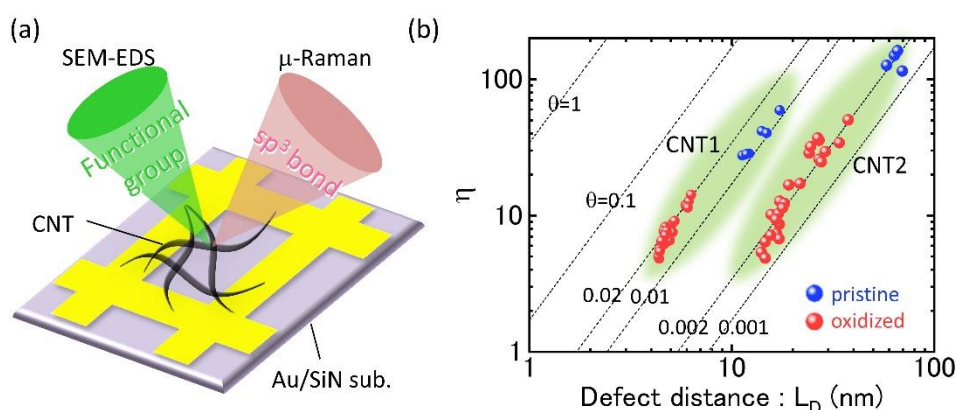 (a)
SEM-EDS
μ-Raman
Functional
group
sp³ bond
CNT
Au/SiN sub.
(b)
100
10
1
η
θ=1
θ=0.1
0.02
0.01
0.002
0.001
CNT1
CNT2
pristine
oxidized
1
10
100
Defect distance : L_D (nm)